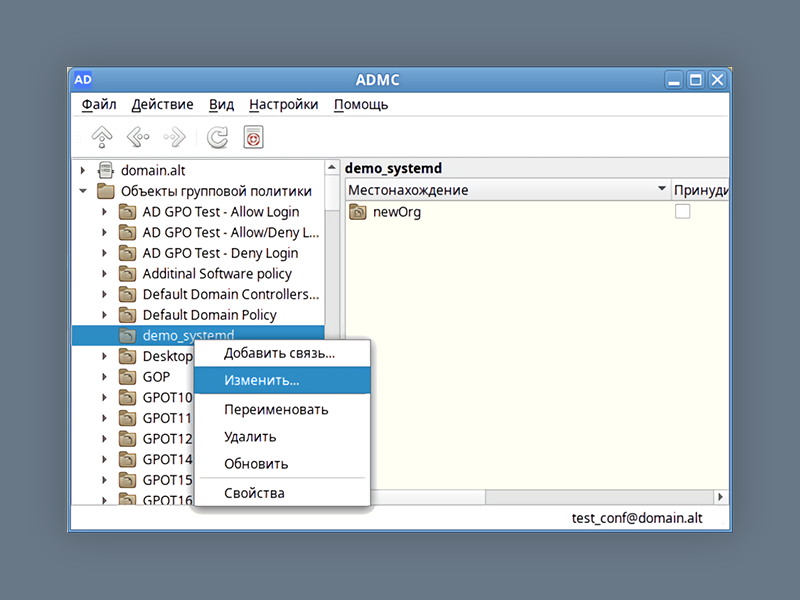 AD ADMC
Файл Действие Вид Настройки Помощь
domain.alt
Объекты групповой политики
AD GPO Test - Allow Login
AD GPO Test - Allow/Deny L...
AD GPO Test - Deny Login
Additinal Software policy
Default Domain Controllers...
Default Domain Policy
demo_systemd
Desktop
GOP
GPOT10
GPOT11
GPOT12
GPOT14
GPOT15
GPOT16
Добавить связь...
Изменить...
Переименовать
Удалить
Обновить
Свойства
demo_systemd
Местонахождение Принуди
newOrg
test_conf@domain.alt